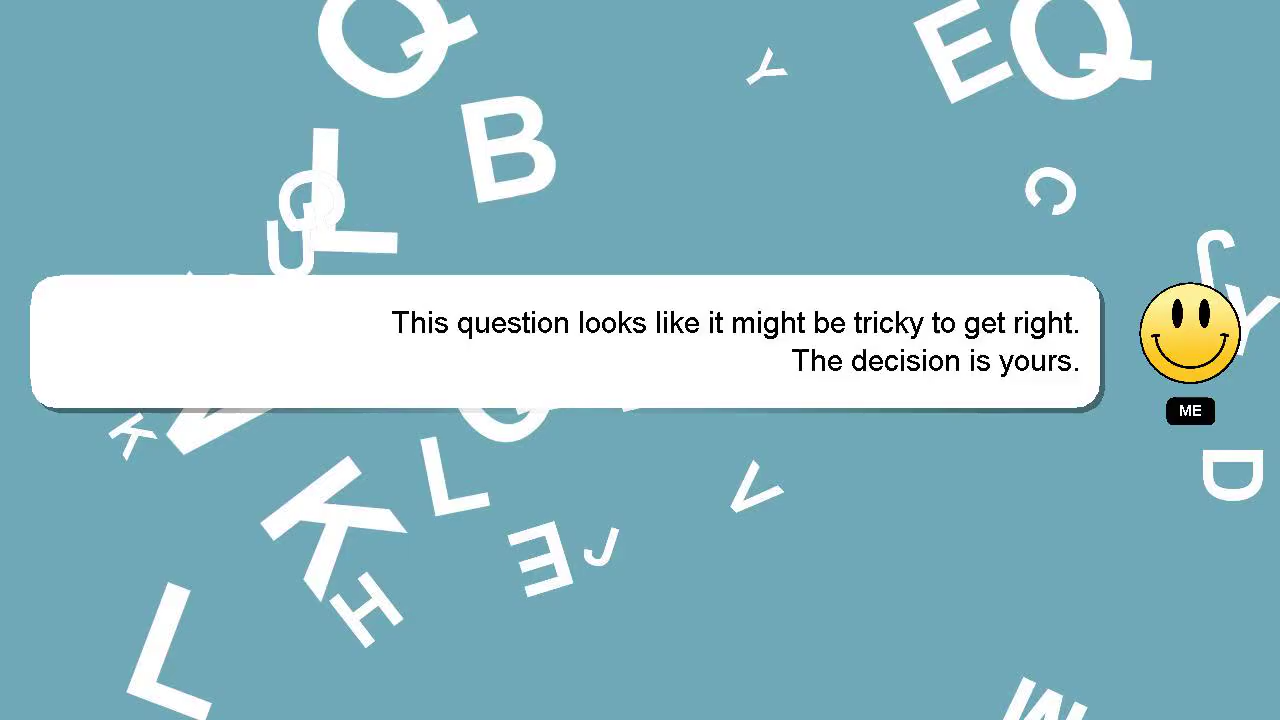 This question looks like it might be tricky to get right.
The decision is yours.
ME